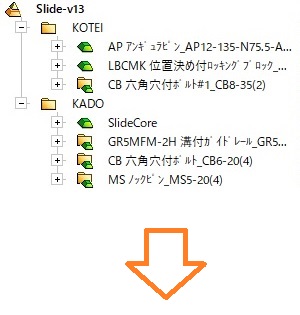 Slide-v13
KOTEI
AP ｱﾝｷﾞｭﾗﾋﾟﾝ_AP12-135-N75.5-A...
LBCMK 位置決め付ﾛｯｷﾝｸﾞﾌﾞﾛｯｸ_...
CB 六角穴付ﾎﾞﾙﾄ#1_CB8-35(2)
KADO
SlideCore
GR5MFM-2H 溝付ｶﾞｲﾄﾞﾚｰﾙ_GR5...
CB 六角穴付ﾎﾞﾙﾄ_CB6-20(4)
MS ﾉｯｸﾋﾟﾝ_MS5-20(4)